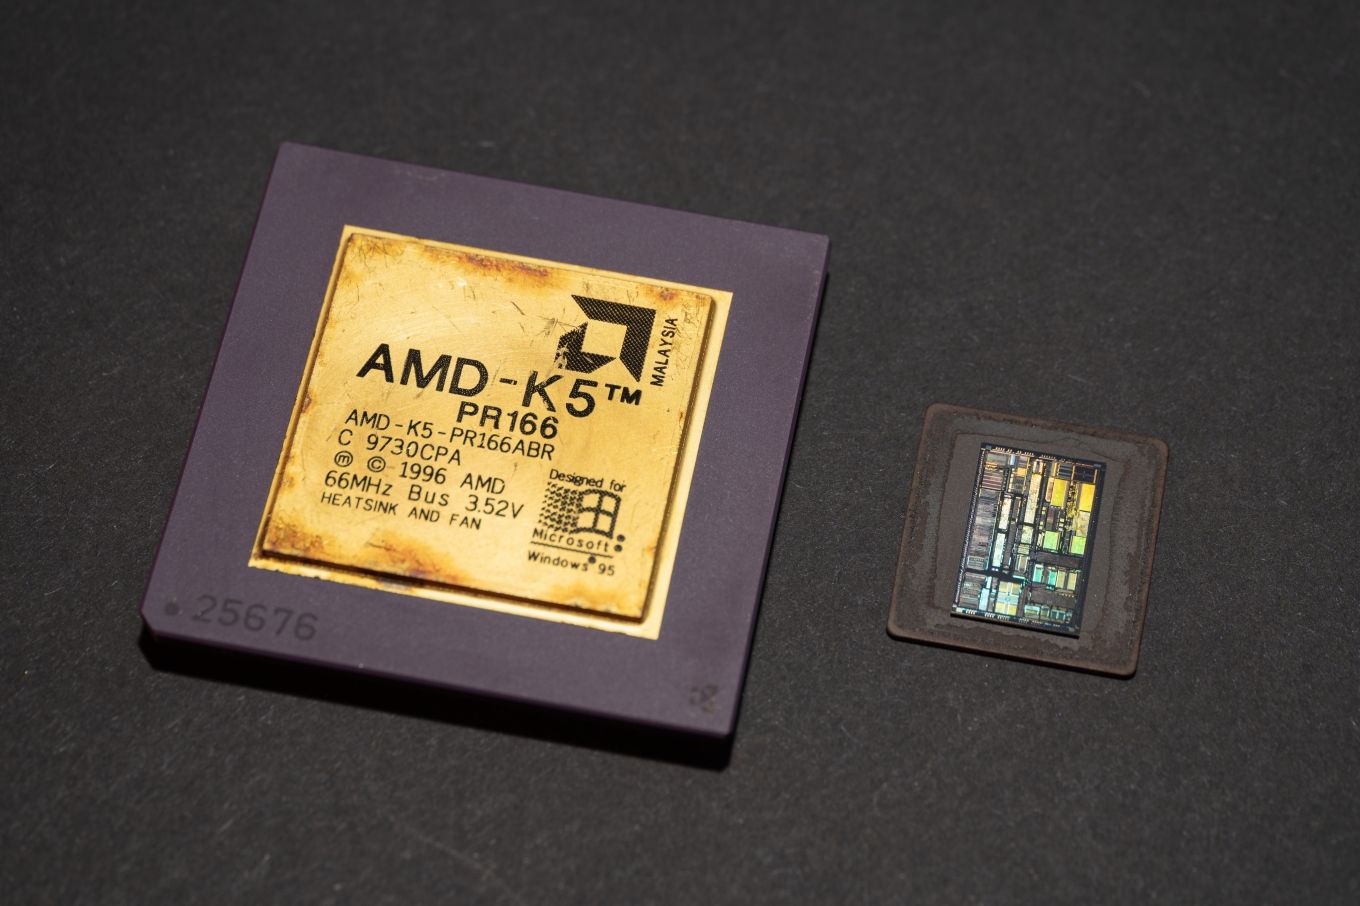 MALAYSIA
AMD-K5™
PR166
AMD-K5-PR166ABR
C 9730CPA
ⓜ © 1996 AMD
66MHz Bus 3.52V
HEATSINK AND FAN
Designed for
Microsoft
Windows 95
25676